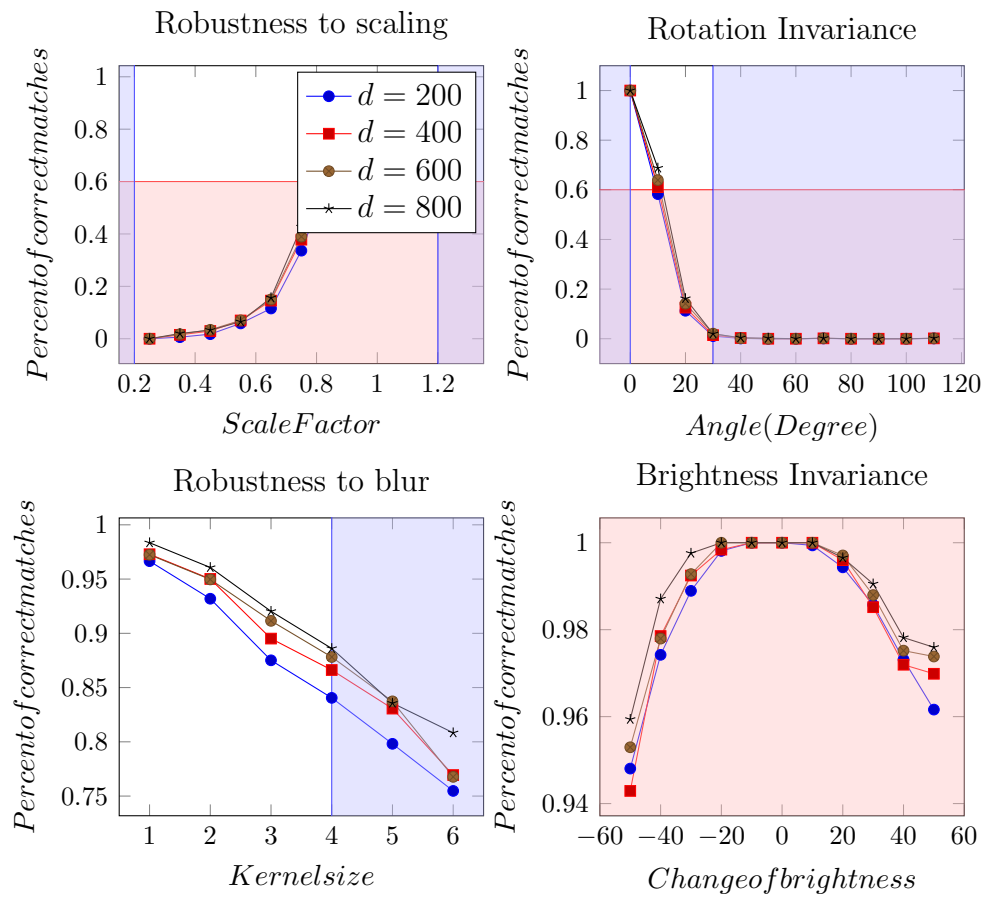 Robustness to scaling
Percentofcorrectmatches
1
0.8
0.6
0.4
0.2
0
d = 200
d = 400
d = 600
d = 800
0.2 0.4 0.6 0.8 1 1.2
ScaleFactor
Rotation Invariance
Percentofcorrectmatches
1
0.8
0.6
0.4
0.2
0
0 20 40 60 80 100 120
Angle(Degree)
Robustness to blur
Percentofcorrectmatches
1
0.95
0.9
0.85
0.8
0.75
1 2 3 4 5 6
Kernelsize
Brightness Invariance
Percentofcorrectmatches
1
0.98
0.96
0.94
−60 −40 −20 0 20 40 60
Changeofbrightness